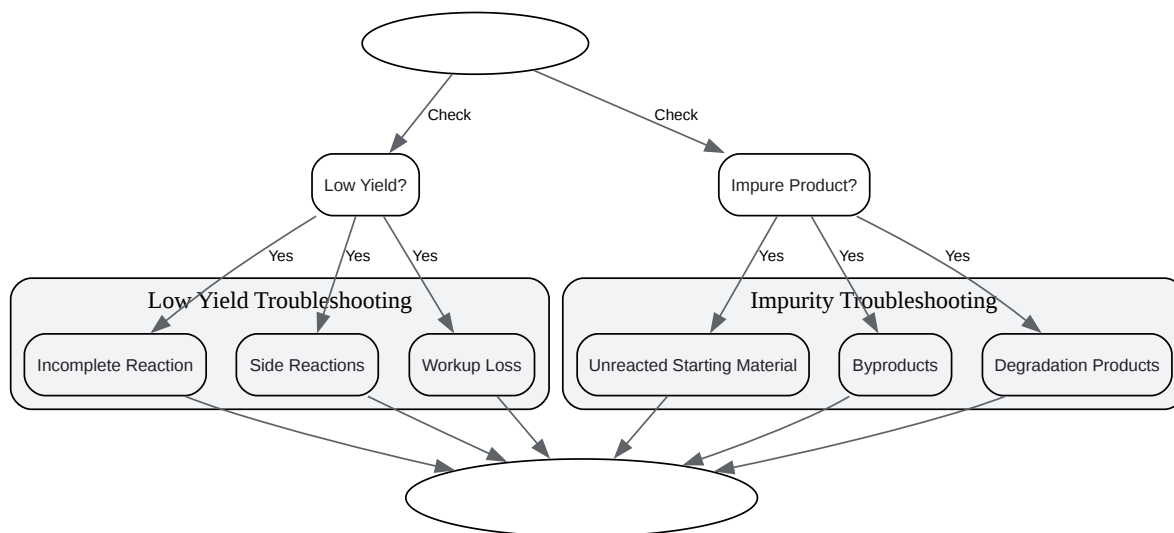 Check
Check
Low Yield?
Impure Product?
Yes
Yes
Yes
Yes
Yes
Yes
Low Yield Troubleshooting
Impurity Troubleshooting
Incomplete Reaction
Side Reactions
Workup Loss
Unreacted Starting Material
Byproducts
Degradation Products